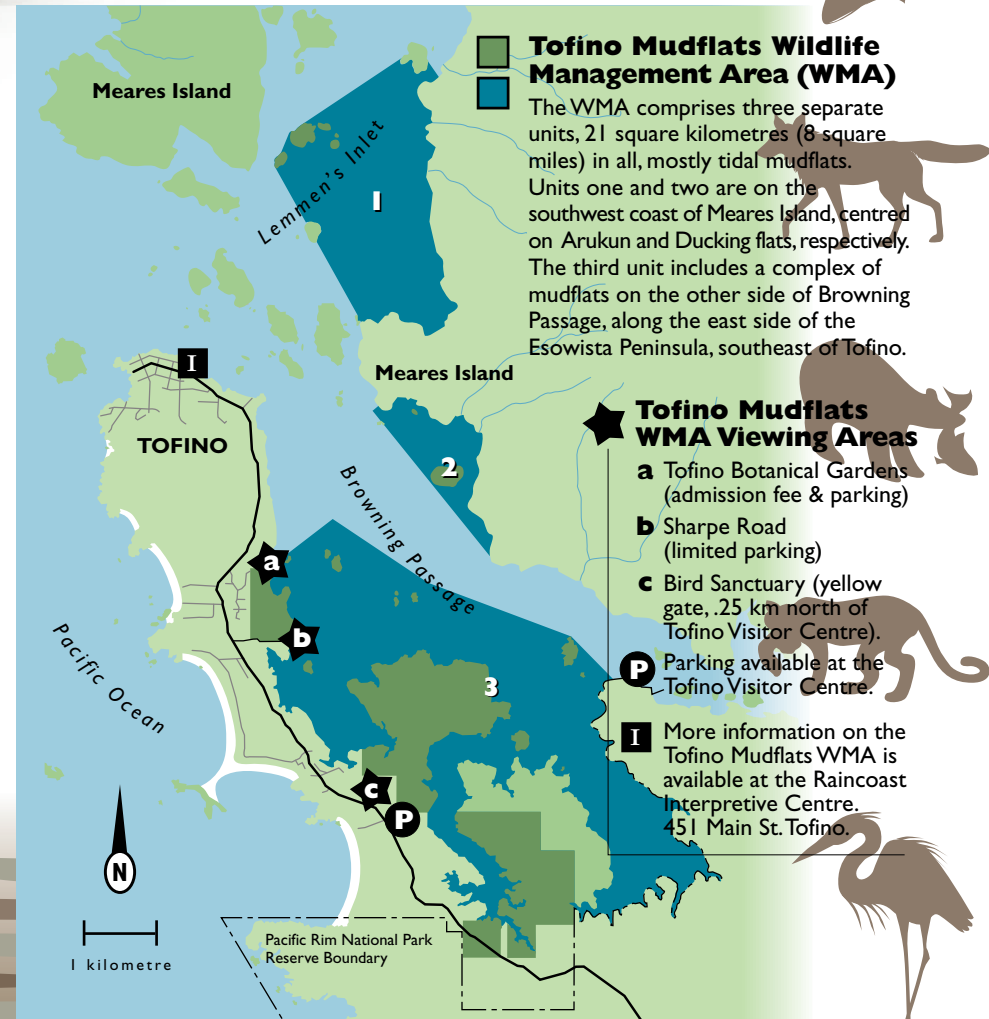 Tofino Mudflats Wildlife
Management Area (WMA)
The WMA comprises three separate
units, 21 square kilometres (8 square
miles) in all, mostly tidal mudflats.
Units one and two are on the
southwest coast of Meares Island, centred
on Arukun and Ducking flats, respectively.
The third unit includes a complex of
mudflats on the other side of Browning
Passage, along the east side of the
Esowista Peninsula, southeast of Tofino.
Tofino Mudflats
WMA Viewing Areas
a Tofino Botanical Gardens
(admission fee & parking)
b Sharpe Road
(limited parking)
c Bird Sanctuary (yellow
gate, .25 km north of
Tofino Visitor Centre).
P Parking available at the
Tofino Visitor Centre.
I More information on the
Tofino Mudflats WMA is
available at the Raincoast
Interpretive Centre.
451 Main St. Tofino.
Meares Island
Lemmen's Inlet
1
I
Meares Island
TOFINO
2
Browning Passage
a
b
3
Pacific Ocean
c
P
N
1 kilometre
Pacific Rim National Park
Reserve Boundary